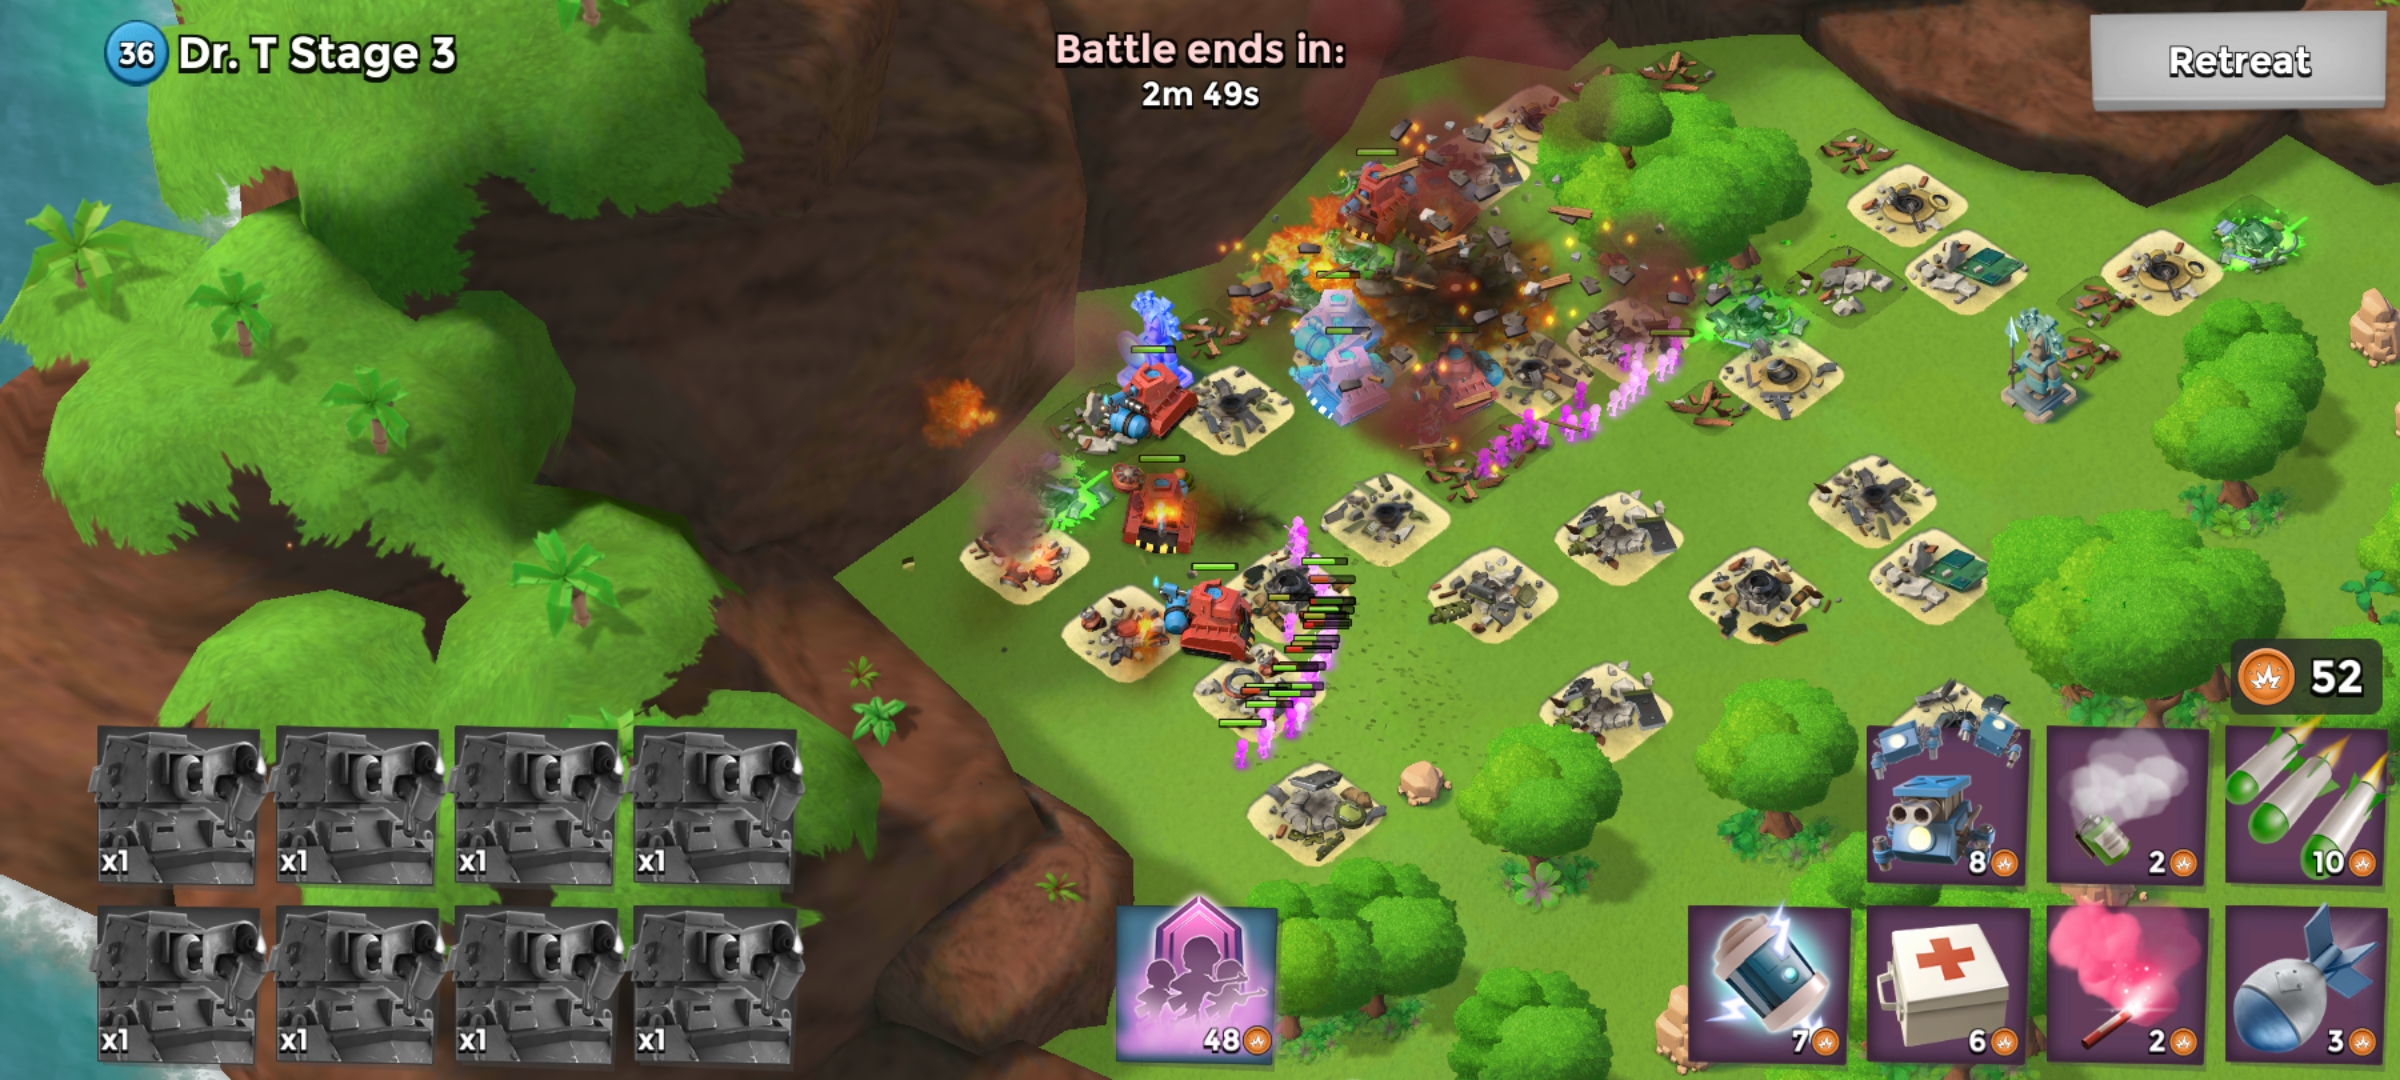 36 Dr. T Stage 3
Battle ends in:
2m 49s
Retreat
52
x1 x1 x1 x1
8 2 10
x1 x1 x1 x1
48 7 6 2 3